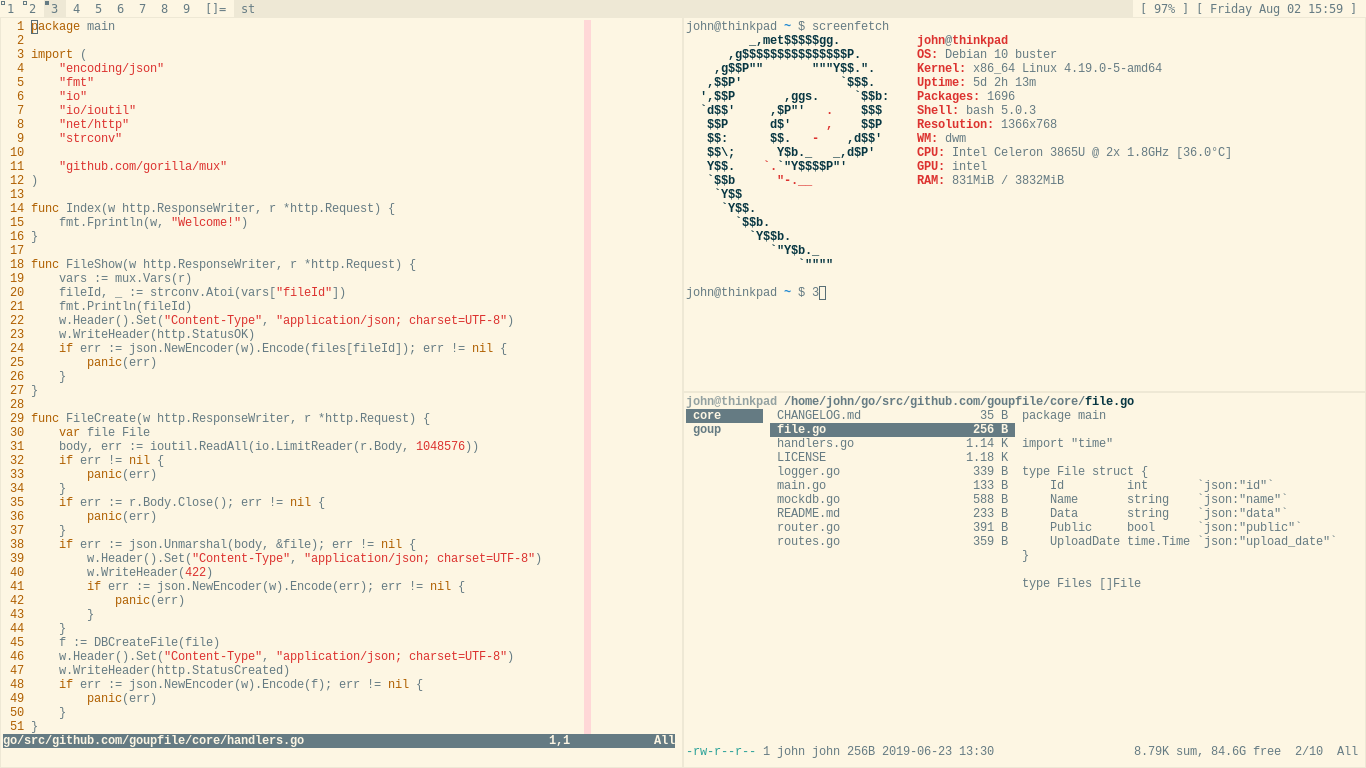 1 2 3 4 5 6 7 8 9 []= st [ 97% ] [ Friday Aug 02 15:59 ]
1 package main
2
3 import (
4     "encoding/json"
5     "fmt"
6     "io"
7     "io/ioutil"
8     "net/http"
9     "strconv"
10
11     "github.com/gorilla/mux"
12 )
13
14 func Index(w http.ResponseWriter, r *http.Request) {
15     fmt.Fprintln(w, "Welcome!")
16 }
17
18 func FileShow(w http.ResponseWriter, r *http.Request) {
19     vars := mux.Vars(r)
20     fileId, _ := strconv.Atoi(vars["fileId"])
21     fmt.Println(fileId)
22     w.Header().Set("Content-Type", "application/json; charset=UTF-8")
23     w.WriteHeader(http.StatusOK)
24     if err := json.NewEncoder(w).Encode(files[fileId]); err != nil {
25         panic(err)
26     }
27 }
28
29 func FileCreate(w http.ResponseWriter, r *http.Request) {
30     var file File
31     body, err := ioutil.ReadAll(io.LimitReader(r.Body, 1048576))
32     if err != nil {
33         panic(err)
34     }
35     if err := r.Body.Close(); err != nil {
36         panic(err)
37     }
38     if err := json.Unmarshal(body, &file); err != nil {
39         w.Header().Set("Content-Type", "application/json; charset=UTF-8")
40         w.WriteHeader(422)
41         if err := json.NewEncoder(w).Encode(err); err != nil {
42             panic(err)
43         }
44     }
45     f := DBCreateFile(file)
46     w.Header().Set("Content-Type", "application/json; charset=UTF-8")
47     w.WriteHeader(http.StatusCreated)
48     if err := json.NewEncoder(w).Encode(f); err != nil {
49         panic(err)
50     }
51 }
go/src/github.com/goupfile/core/handlers.go 1,1 All
john@thinkpad ~ $ screenfetch
         _,met$$$$$gg.           john@thinkpad
      ,g$$$$$$$$$$$$$$$P.        OS: Debian 10 buster
    ,g$$P""       """Y$$.".      Kernel: x86_64 Linux 4.19.0-5-amd64
   ,$$P'              `$$$.      Uptime: 5d 2h 13m
  ',$$P       ,ggs.     `$$b:    Packages: 1696
  `d$$'     ,$P"'   .    $$$     Shell: bash 5.0.3
   $$P      d$'     ,    $$P     Resolution: 1366x768
   $$:      $$.   -    ,d$$'     WM: dwm
   $$\;      Y$b._   _,d$P'      CPU: Intel Celeron 3865U @ 2x 1.8GHz [36.0°C]
   Y$$.    `.`"Y$$$$P"'          GPU: intel
   `$$b      "-.__               RAM: 831MiB / 3832MiB
    `Y$$
     `Y$$.
       `$$b.
         `Y$$b.
            `"Y$b._
                `""""
john@thinkpad ~ $ 3
john@thinkpad /home/john/go/src/github.com/goupfile/core/file.go
core
goup
CHANGELOG.md 35 B
file.go 256 B
handlers.go 1.14 K
LICENSE 1.18 K
logger.go 339 B
main.go 133 B
mockdb.go 588 B
README.md 233 B
router.go 391 B
routes.go 359 B
package main
import "time"
type File struct {
    Id         int       `json:"id"`
    Name       string    `json:"name"`
    Data       string    `json:"data"`
    Public     bool      `json:"public"`
    UploadDate time.Time `json:"upload_date"`
}
type Files []File
-rw-r--r-- 1 john john 256B 2019-06-23 13:30 8.79K sum, 84.6G free 2/10 All